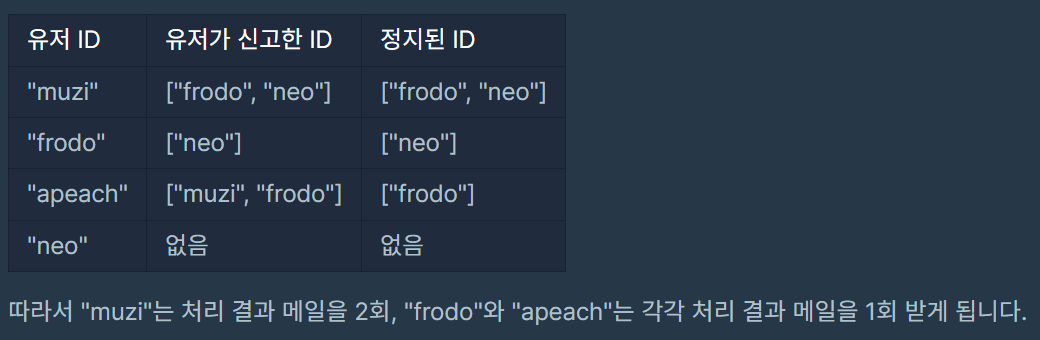 유저 ID 유저가 신고한 ID 정지된 ID
"muzi" ["frodo", "neo"] ["frodo", "neo"]
"frodo" ["neo"] ["neo"]
"apeach" ["muzi", "frodo"] ["frodo"]
"neo" 없음 없음
따라서 "muzi"는 처리 결과 메일을 2회, "frodo"와 "apeach"는 각각 처리 결과 메일을 1회 받게 됩니다.